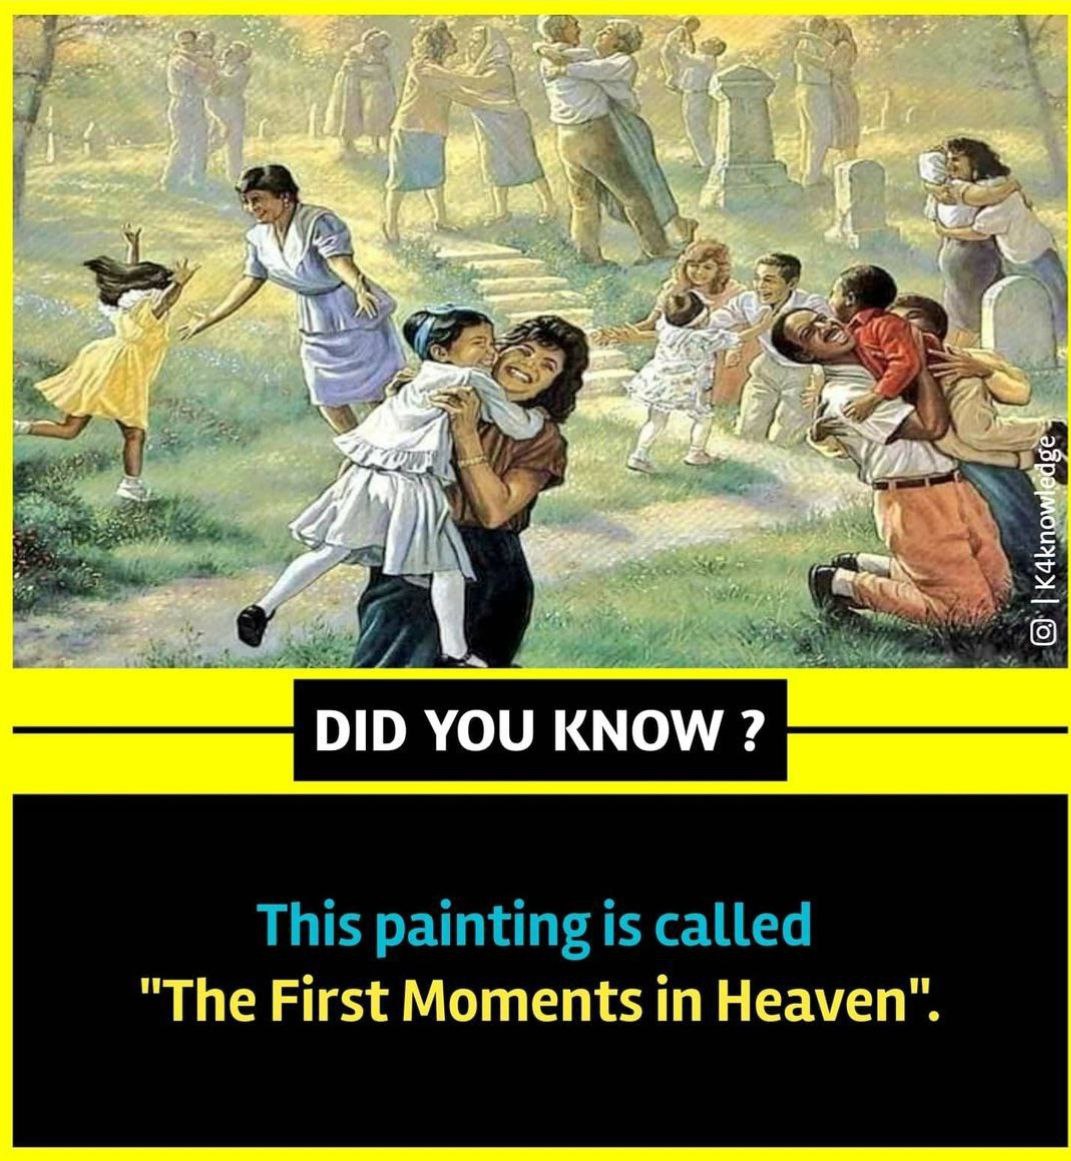 | K4knowledge
DID YOU KNOW ?
This painting is called
"The First Moments in Heaven".